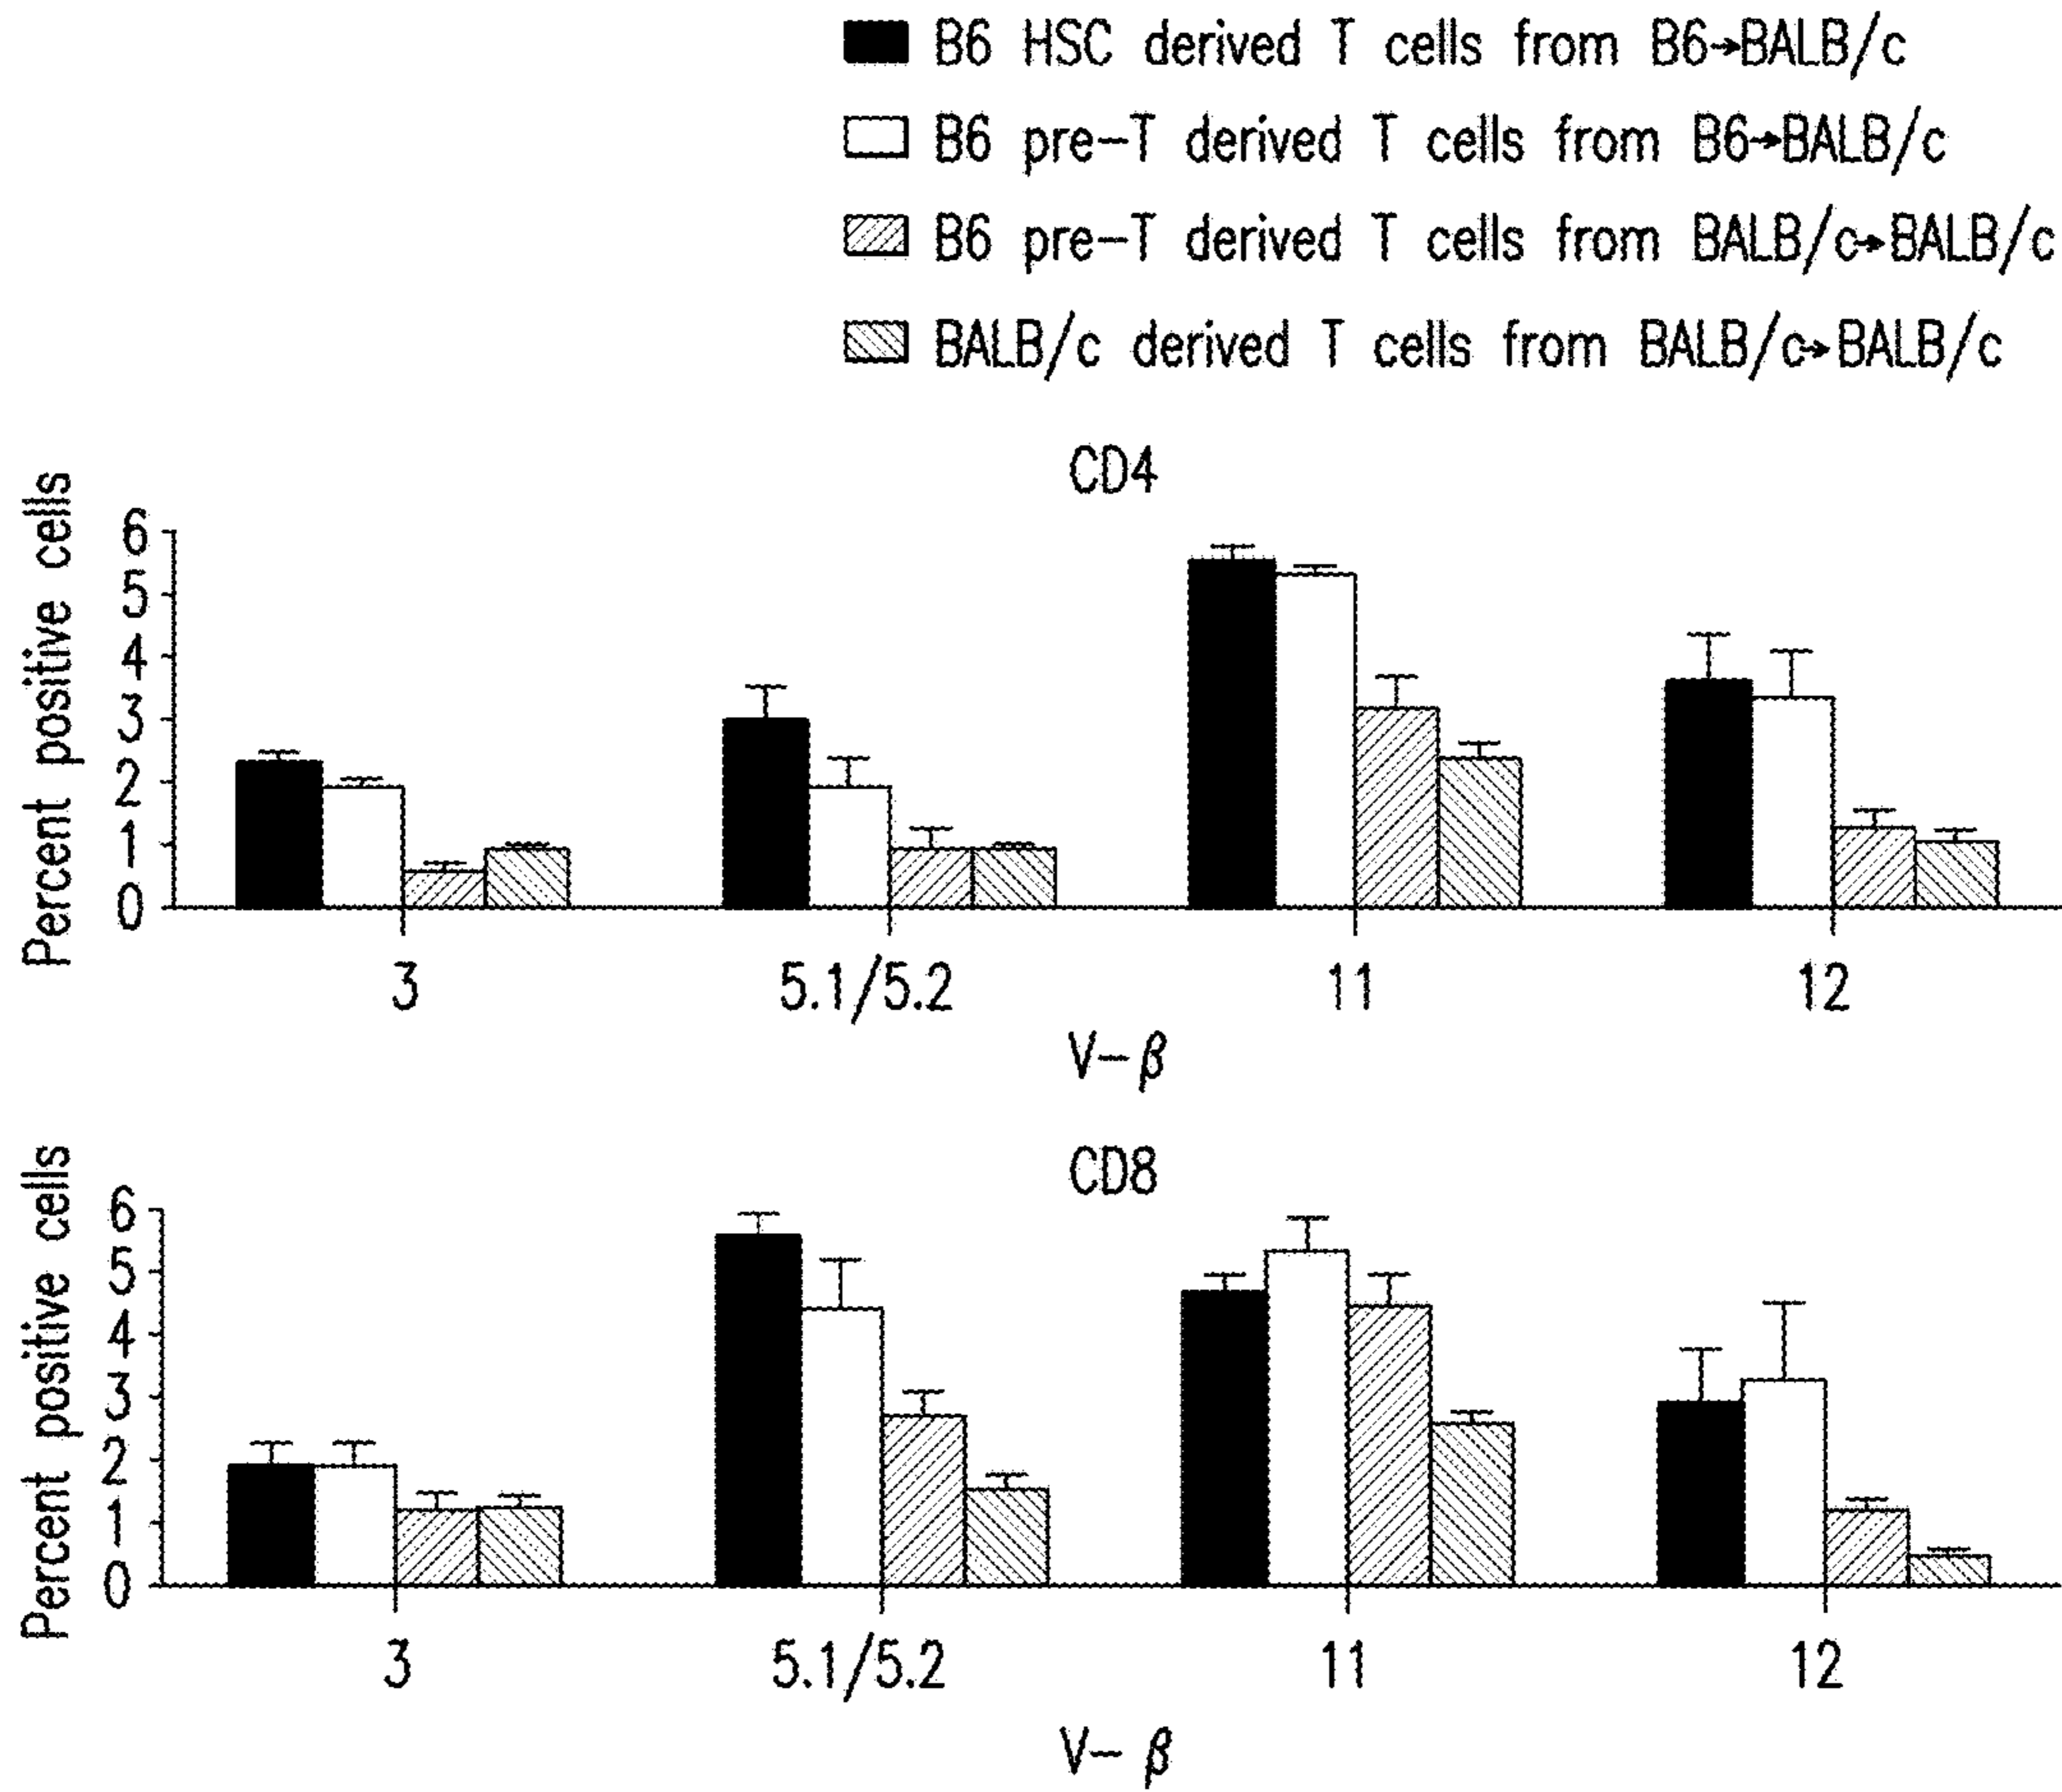 B6 HSC derived T cells from B6→BALB/c
B6 pre-T derived T cells from B6→BALB/c
B6 pre-T derived T cells from BALB/c→BALB/c
BALB/c derived T cells from BALB/c→BALB/c
CD4
Percent positive cells
6
5
4
3
2
1
0
3 5.1/5.2 11 12
V-β
CD8
Percent positive cells
6
5
4
3
2
1
0
3 5.1/5.2 11 12
V-β